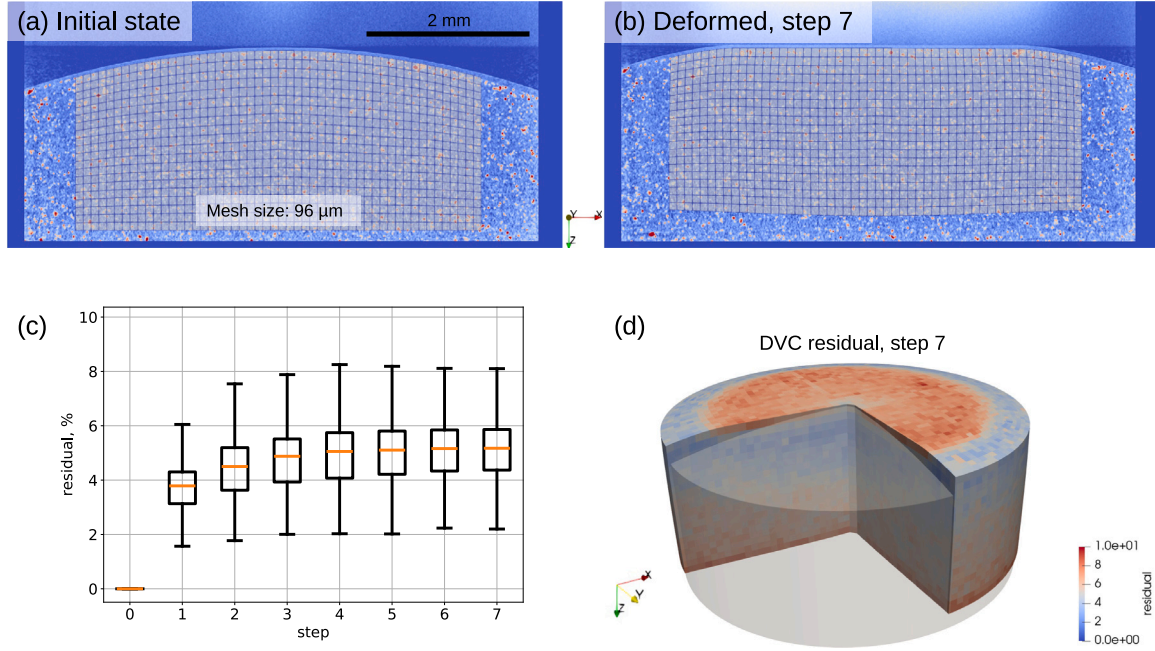 (a) Initial state
2 mm
Mesh size: 96 µm
Y
X
Z
(b) Deformed, step 7
(c)
residual, %
10
8
6
4
2
0
0 1 2 3 4 5 6 7
step
(d)
DVC residual, step 7
X
Y
Z
1.0e+01
8
6
4
2
0.0e+00
residual